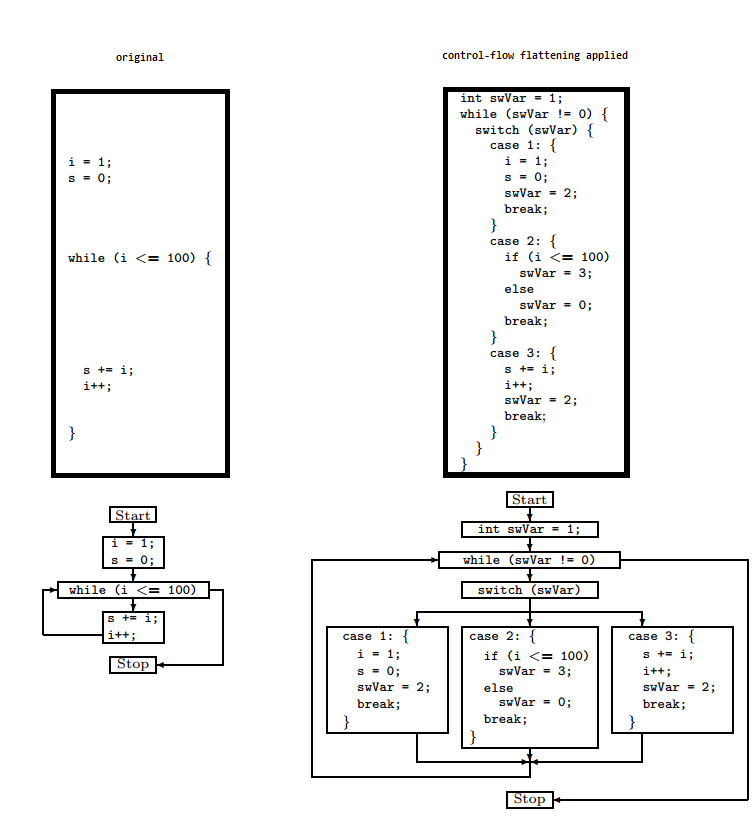 original
i = 1;
s = 0;
while (i <= 100) {
s += i;
i++;
}
Start
i = 1;
s = 0;
while (i <= 100)
s += i;
i++;
Stop
control-flow flattening applied
int swVar = 1;
while (swVar != 0) {
switch (swVar) {
case 1: {
i = 1;
s = 0;
swVar = 2;
break;
}
case 2: {
if (i <= 100)
swVar = 3;
else
swVar = 0;
break;
}
case 3: {
s += i;
i++;
swVar = 2;
break;
}
}
}
Start
int swVar = 1;
while (swVar != 0)
switch (swVar)
case 1: {
i = 1;
s = 0;
swVar = 2;
break;
}
case 2: {
if (i <= 100)
swVar = 3;
else
swVar = 0;
break;
}
case 3: {
s += i;
i++;
swVar = 2;
break;
}
Stop